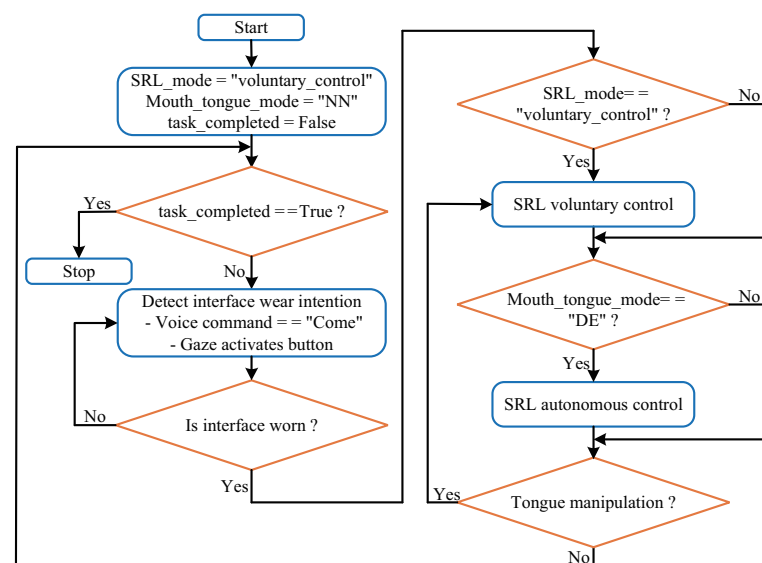 Start
SRL_mode = "voluntary_control"
Mouth_tongue_mode = "NN"
task_completed = False
task_completed ==True ?
Yes
Stop
No
Detect interface wear intention
- Voice command = = "Come"
- Gaze activates button
Is interface worn ?
No
Yes
SRL_mode= =
"voluntary_control" ?
No
Yes
SRL voluntary control
Mouth_tongue_mode= =
"DE" ?
No
Yes
SRL autonomous control
Tongue manipulation ?
Yes
No